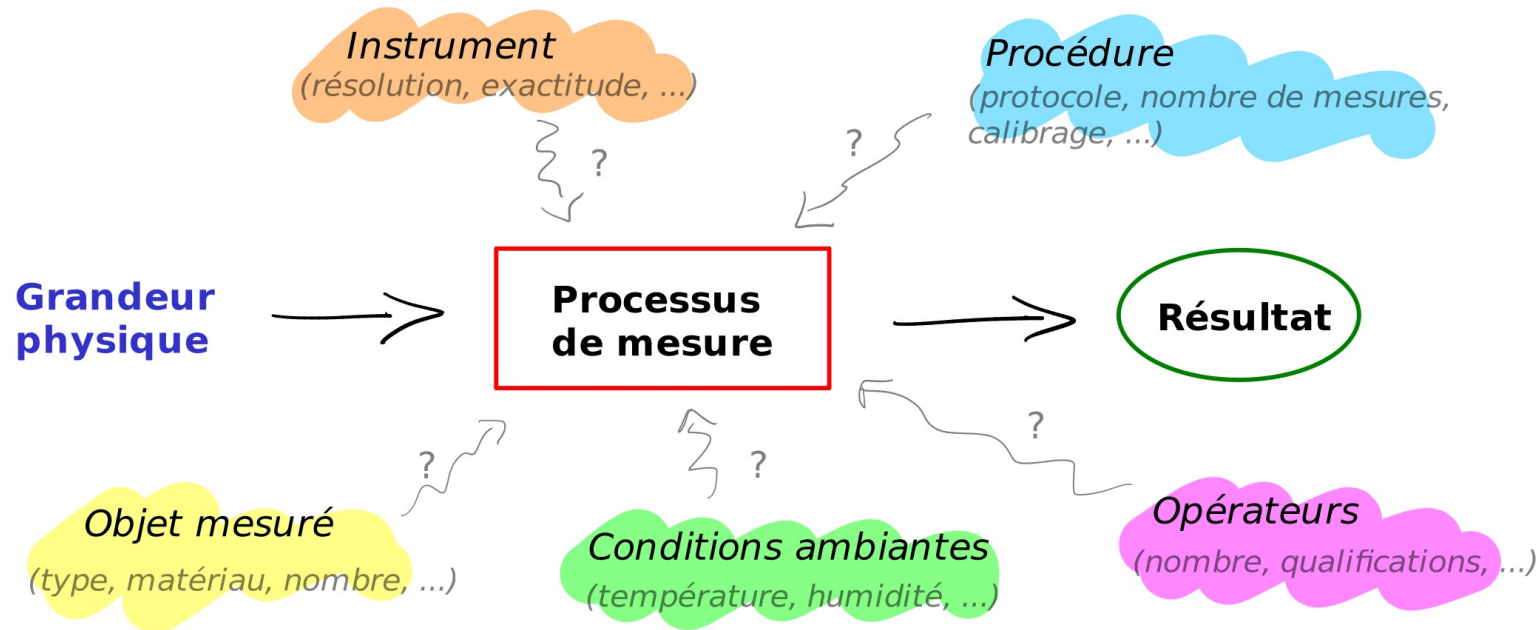 Instrument
(résolution, exactitude, ...)
Procédure
(protocole, nombre de mesures,
calibrage, ...)
?
?
Grandeur
physique
Processus
de mesure
Résultat
?
?
?
Objet mesuré
(type, matériau, nombre, ...)
Conditions ambiantes
(température, humidité, ...)
Opérateurs
(nombre, qualifications, ...)